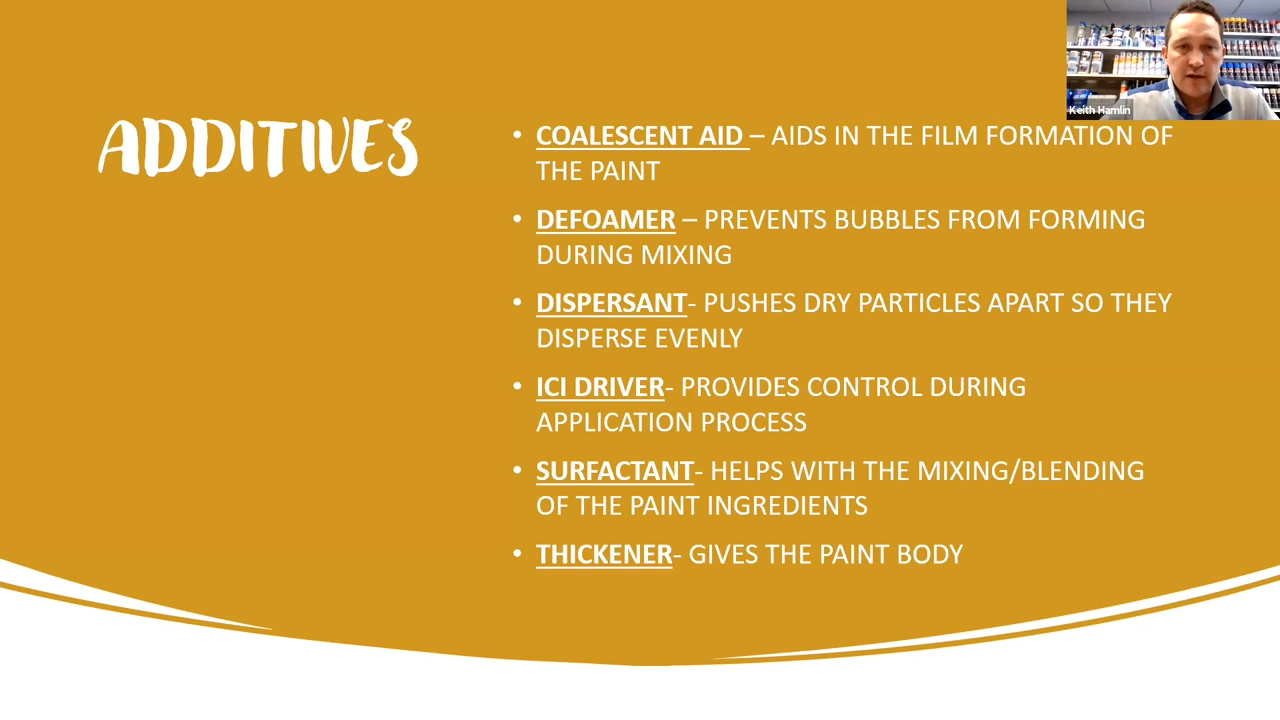 ADDITIVES
• COALESCENT AID – AIDS IN THE FILM FORMATION OF
THE PAINT
• DEFOAMER – PREVENTS BUBBLES FROM FORMING
DURING MIXING
• DISPERSANT- PUSHES DRY PARTICLES APART SO THEY
DISPERSE EVENLY
• ICI DRIVER- PROVIDES CONTROL DURING
APPLICATION PROCESS
• SURFACTANT- HELPS WITH THE MIXING/BLENDING
OF THE PAINT INGREDIENTS
• THICKENER- GIVES THE PAINT BODY
Keith Hamlin